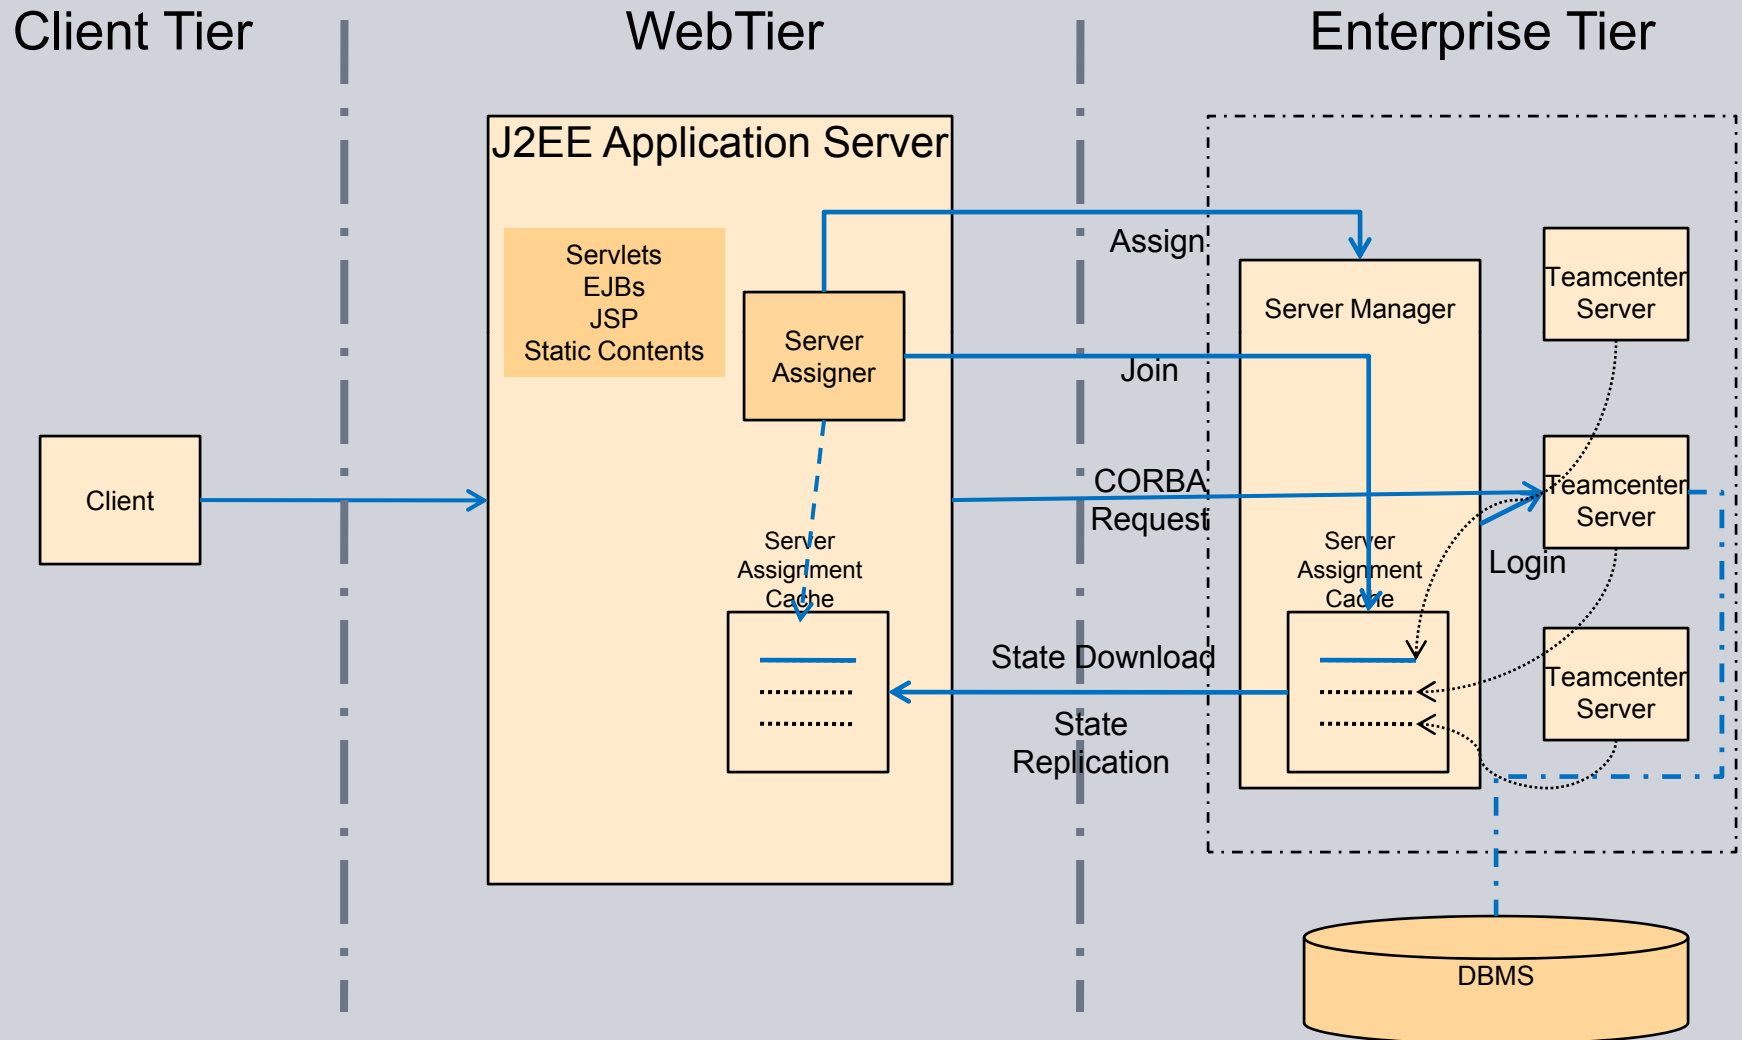 Client Tier
WebTier
Enterprise Tier
J2EE Application Server
Servlets
EJBs
JSP
Static Contents
Server
Assigner
Assign
Join
Server Manager
Teamcenter
Server
Client
CORBA
Request
Teamcenter
Server
Login
Server
Assignment
Cache
Server
Assignment
Cache
State Download
State
Replication
Teamcenter
Server
DBMS